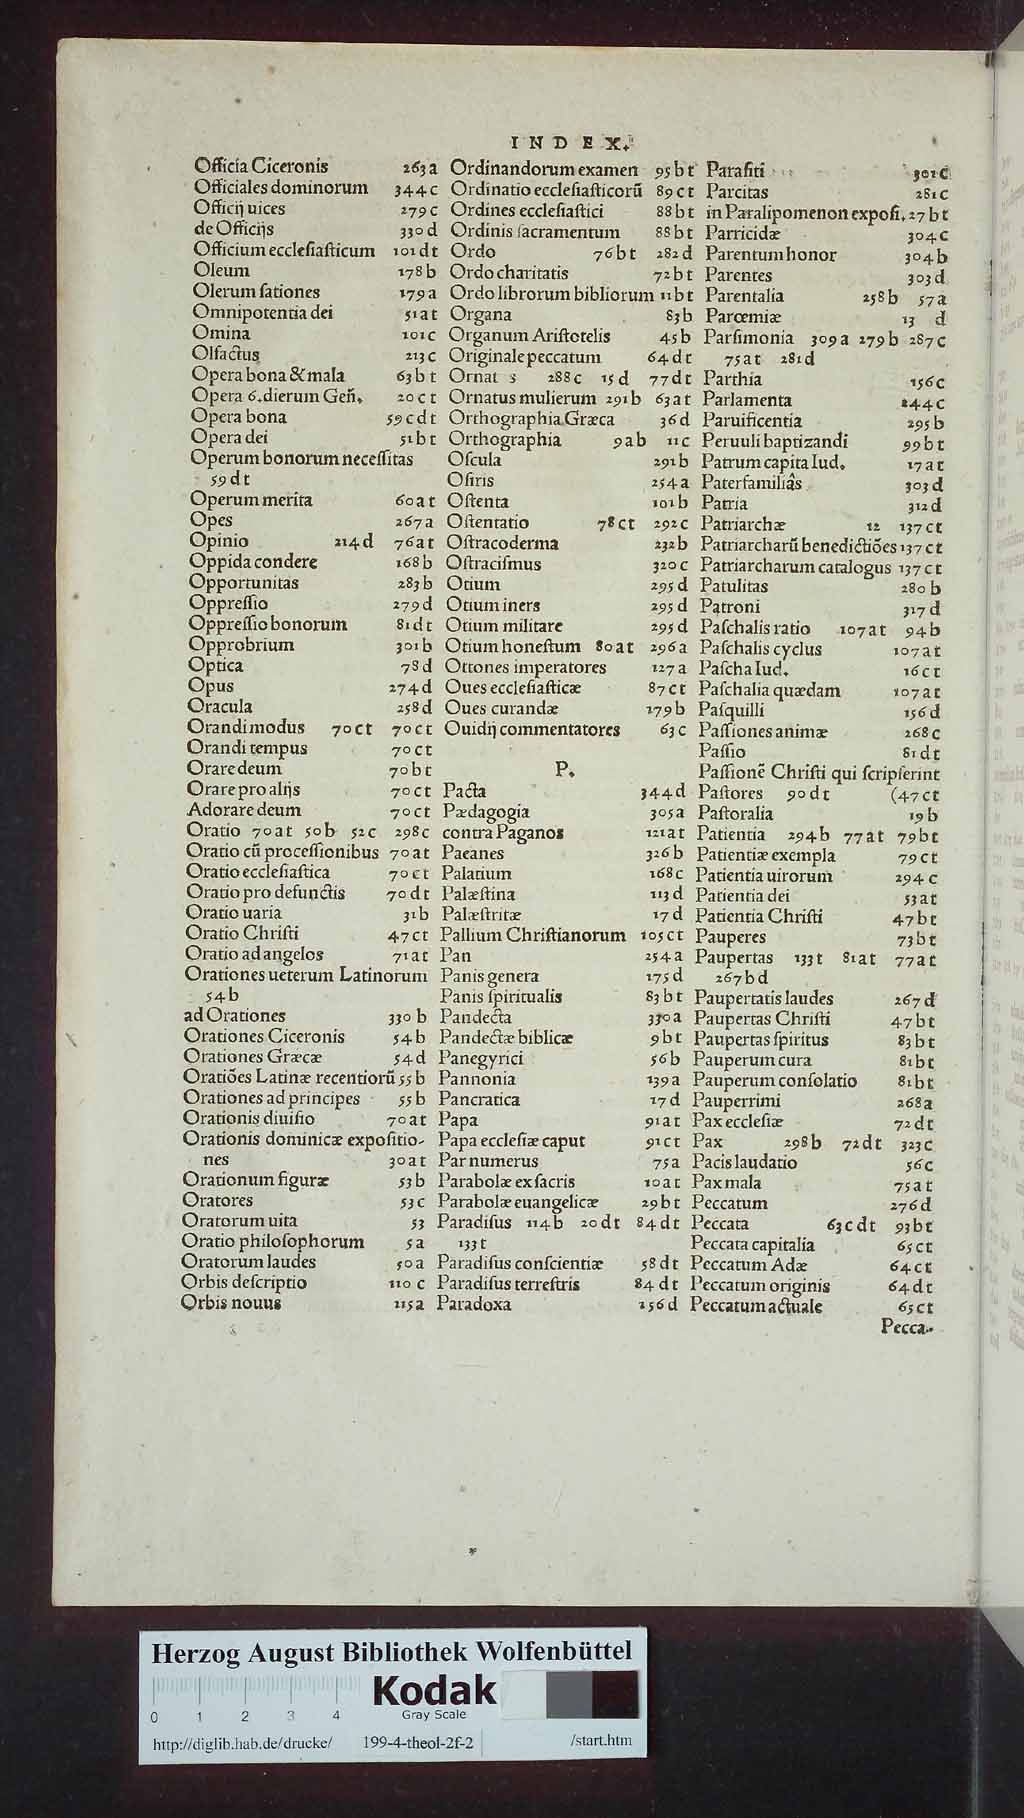 INDEX.
Officia Ciceronis 263a
Officiales dominorum 344c
Officĳ uices 279c
de Officĳs 330d
Officium eccleſiaſticum 101dt
Oleum 178b
Olerum ſationes 179a
Omnipotentia dei 51at
Omina 101c
Olfactus 213c
Opera bona & mala 63bt
Opera 6. dierum Geñ. 20ct
Opera bona 59cdt
Opera dei 51bt
Operum bonorum neceſſitas
59dt
Operum merita 60at
Opes 267a
Opinio 214d 76at
Oppida condere 168b
Opportunitas 283b
Oppreſſio 279d
Oppreſſio bonorum 81dt
Opprobrium 301b
Optica 78d
Opus 274d
Oracula 258d
Orandi modus 70ct 70ct
Orandi tempus 70ct
Orare deum 70bt
Orare pro alĳs 70ct
Adorare deum 70ct
Oratio 70at 50b 52c 298c
Oratio cū proceſſionibus 70at
Oratio eccleſiaſtica 70ct
Oratio pro defunctis 70dt
Oratio uaria 31b
Oratio Chriſti 47ct
Oratio ad angelos 71at
Orationes ueterum Latinorum
54b
ad Orationes 330b
Orationes Ciceronis 54b
Orationes Græcæ 54d
Oratiões Latinæ recentiorū 55b
Orationes ad principes 55b
Orationis diuiſio 70at
Orationis dominicæ expoſitio-
nes 30at
Orationum figuræ 53b
Oratores 53c
Oratorum uita 53
Oratio philoſophorum 5a
Oratorum laudes 50a
Orbis deſcriptio 110c
Orbis nouus 115a
Ordinandorum examen 95bt
Ordinatio eccleſiaſticorū 89ct
Ordines eccleſiaſtici 88bt
Ordinis ſacramentum 88bt
Ordo 76bt 282d
Ordo charitatis 72bt
Ordo librorum bibliorum 11bt
Organa 83b
Organum Ariſtotelis 45b
Originale peccatum 64dt
Ornat s 288c 15d 77dt
Ornatus mulierum 291b 63at
Orthographia Græca 36d
Orthographia 9ab 11c
Oſcula 291b
Oſiris 254a
Oſtenta 101b
Oſtentatio 78ct 292c
Oſtracoderma 232b
Oſtraciſmus 320c
Otium 295d
Otium iners 295d
Otium militare 295d
Otium honeſtum 80at 296a
Ottones imperatores 127a
Oues eccleſiaſticæ 87ct
Oues curandæ 179b
Ouidĳ commentatores 63c
P.
Pacta 344d
Pædagogia 305a
contra Paganos 121at
Paeanes 326b
Palatium 168c
Palæſtina 113d
Palæſtritæ 17d
Pallium Chriſtianorum 105ct
Pan 254a
Panis genera 175d
Panis ſpiritualis 83bt
Pandecta 330a
Pandectæ biblicæ 9bt
Panegyrici 56b
Pannonia 139a
Pancratica 17d
Papa 91at
Papa eccleſiæ caput 91ct
Par numerus 75a
Parabolæ ex ſacris 10at
Parabolæ euangelicæ 29bt
Paradiſus 114b 20dt 84dt
133t
Paradiſus conſcientiæ 58dt
Paradiſus terreſtris 84dt
Paradoxa 156d
Paraſiti 301c
Parcitas 281c
in Paralipomenon expoſi. 27bt
Parricidæ 304c
Parentum honor 304b
Parentes 303d
Parentalia 258b 57a
Parœmiæ 13 d
Parſimonia 309a 279b 287c
75at 281d
Parthia 156c
Parlamenta 244c
Paruificentia 295b
Peruuli baptizandi 99bt
Patrum capita Iud. 17at
Paterfamiliâs 303d
Patria 312d
Patriarchæ 12 137ct
Patriarcharū benedictiões 137ct
Patriarcharum catalogus 137ct
Patulitas 280b
Patroni 317d
Paſchalis ratio 107at 94b
Paſchalis cyclus 107at
Paſcha Iud. 16ct
Paſchalia quædam 107at
Paſquilli 156d
Paſſiones animæ 268c
Paſſio 81dt
Paſſionē Chriſti qui ſcripſerint
Paſtores 90dt (47ct
Paſtoralia 19b
Patientia 294b 77at 79bt
Patientiæ exempla 79ct
Patientia uirorum 294c
Patientia dei 53at
Patientia Chriſti 47bt
Pauperes 73bt
Paupertas 133t 81at 77at
267bd
Paupertatis laudes 267d
Paupertas Chriſti 47bt
Paupertas ſpiritus 83bt
Pauperum cura 81bt
Pauperum conſolatio 81bt
Pauperrimi 268a
Pax eccleſiæ 72dt
Pax 298b 72dt 323c
Pacis laudatio 56c
Pax mala 75at
Peccatum 276d
Peccata 63cdt 93bt
Peccata capitalia 65ct
Peccatum Adæ 64ct
Peccatum originis 64dt
Peccatum actuale 65ct
Pecca-
Herzog August Bibliothek Wolfenbüttel
Kodak
Gray Scale
0 1 2 3 4
http://diglib.hab.de/drucke/ 199-4-theol-2f-2 /start.htm